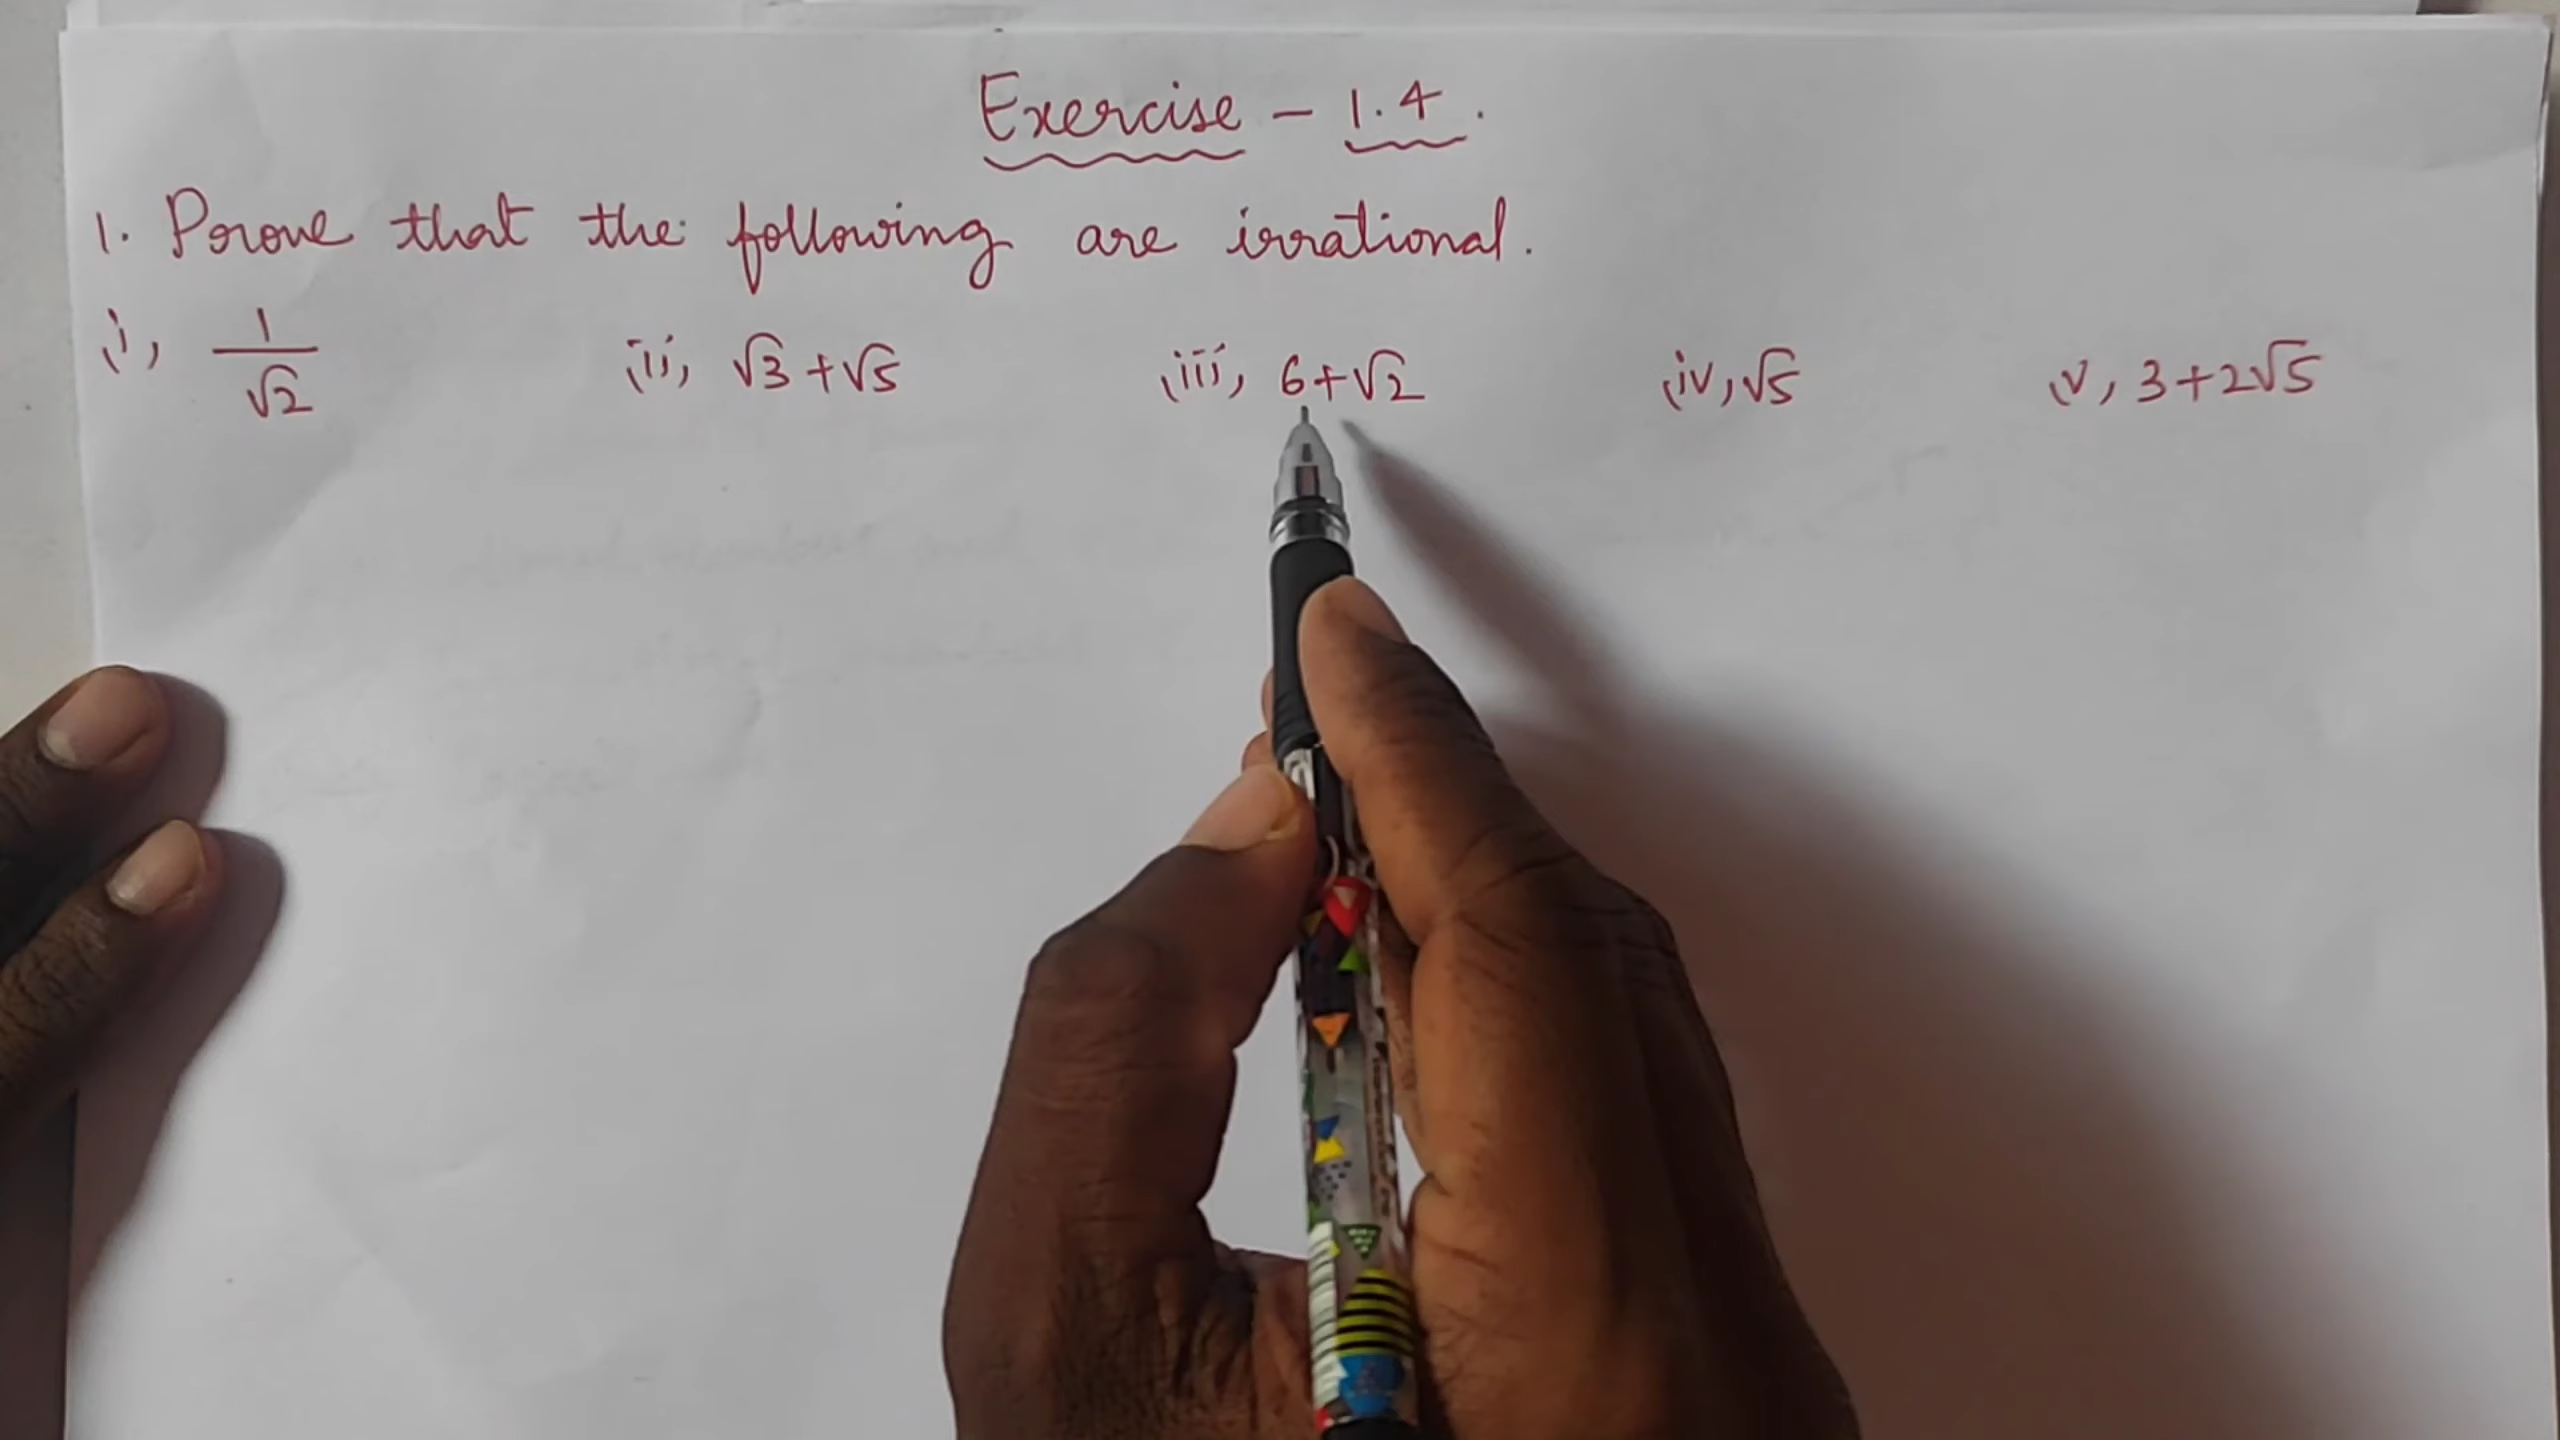 Exercise - 1.4.
1. Prove that the following are irrational.
(i, 1/√2 (ii, √3+√5 (iii, 6+√2 (iv, √5 (v, 3+2√5